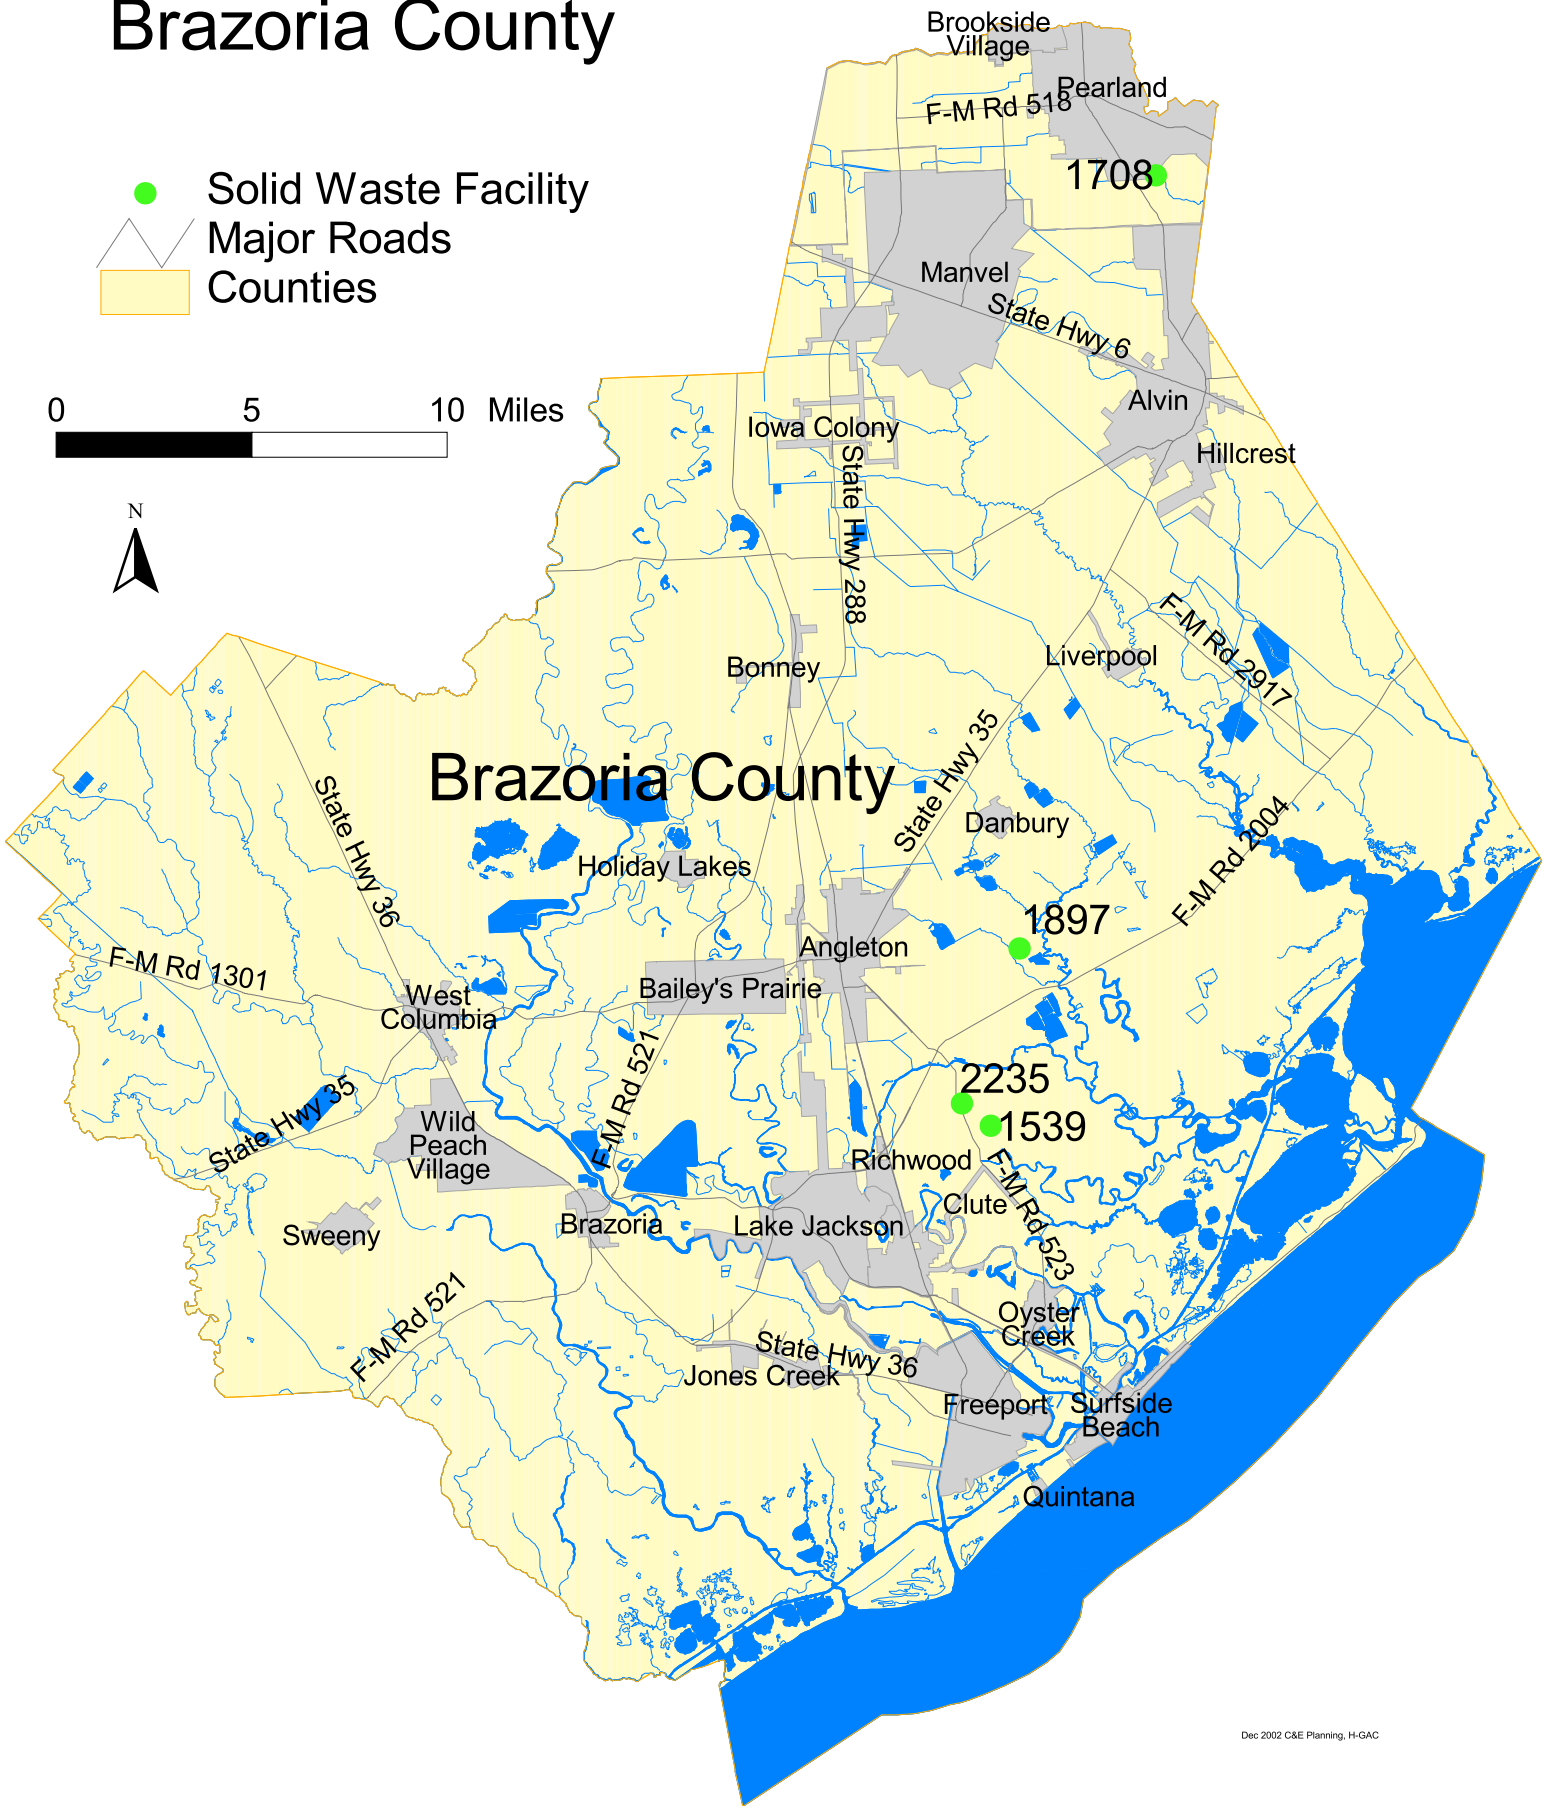 Brazoria County
Solid Waste Facility
Major Roads
Counties
0 5 10 Miles
N
Brookside
Village
Pearland
F-M Rd 518
1708
Manvel
State Hwy 6
Alvin
Iowa Colony
Hillcrest
State Hwy 288
F-M Rd 2917
Liverpool
Bonney
State Hwy 35
Brazoria County
State Hwy 36
Danbury
F-M Rd 2004
Holiday Lakes
1897
Angleton
F-M Rd 1301
Bailey's Prairie
West
Columbia
F-M Rd 521
2235
State Hwy 35
Wild
Peach
Village
1539
Richwood
F-M Rd 523
Clute
Sweeny
Brazoria
Lake Jackson
F-M Rd 521
Oyster
Creek
State Hwy 36
Jones Creek
Freeport
Surfside
Beach
Quintana
Dec 2002 C&E Planning, H-GAC